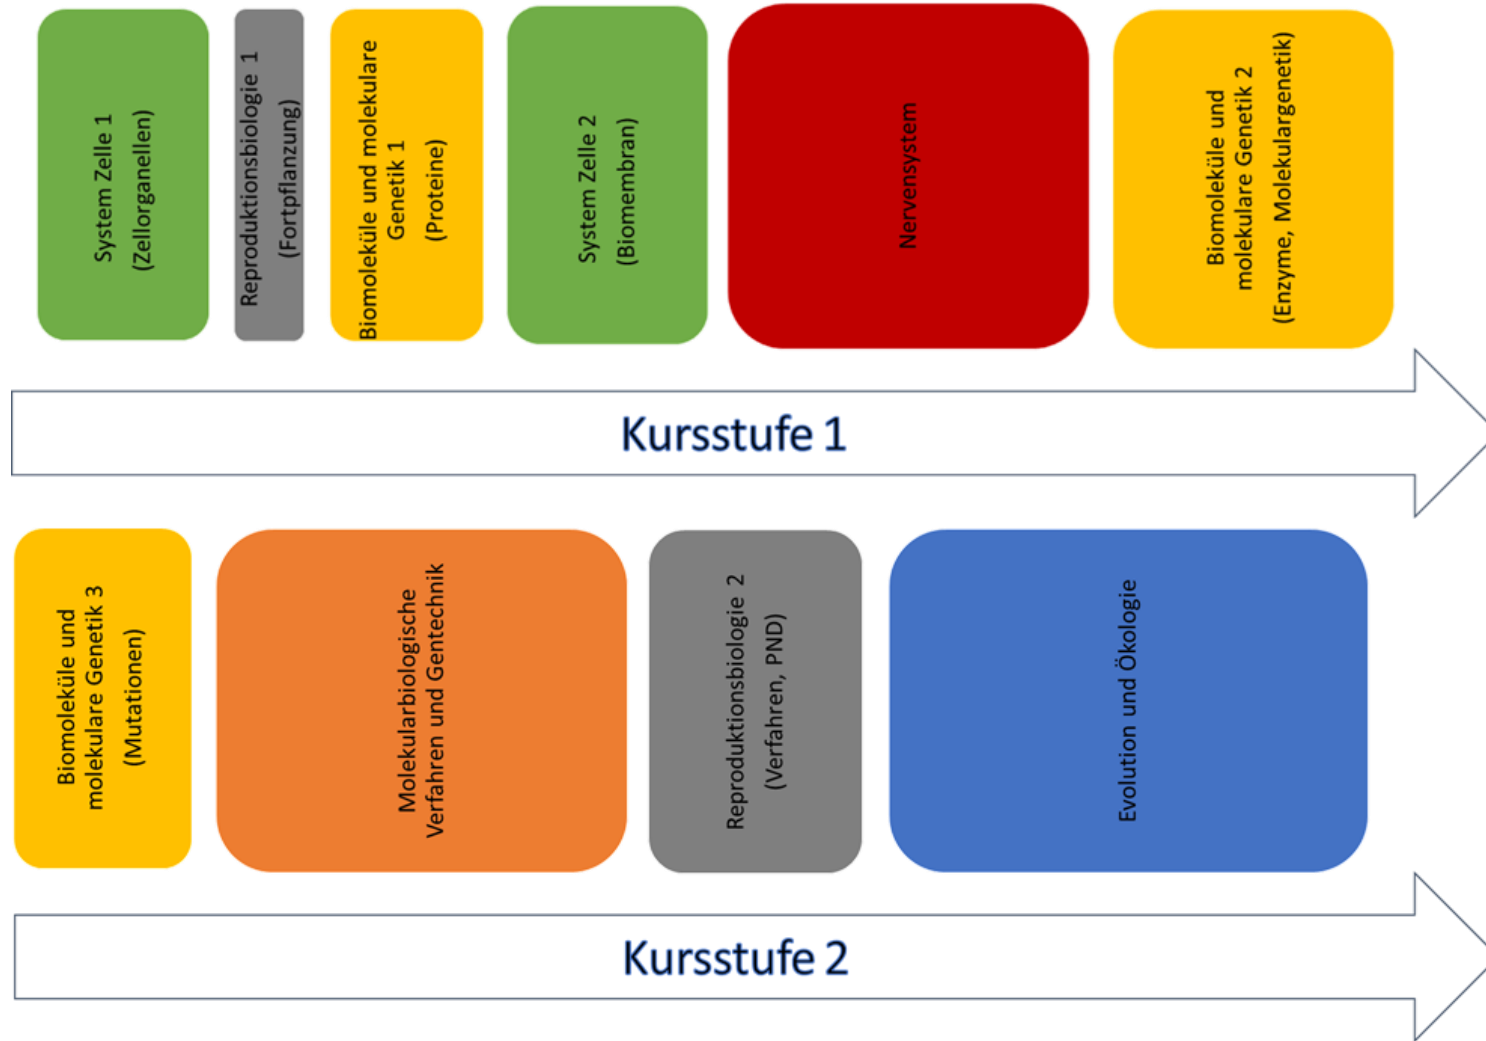 System Zelle 1
(Zellorganellen)
Reproduktionsbiologie 1
(Fortpflanzung)
Biomoleküle und molekulare
Genetik 1
(Proteine)
System Zelle 2
(Biomembran)
Nervensystem
Biomoleküle und
molekulare Genetik 2
(Enzyme, Molekulargenetik)
Kursstufe 1
Biomoleküle und
molekulare Genetik 3
(Mutationen)
Molekularbiologische
Verfahren und Gentechnik
Reproduktionsbiologie 2
(Verfahren, PND)
Evolution und Ökologie
Kursstufe 2